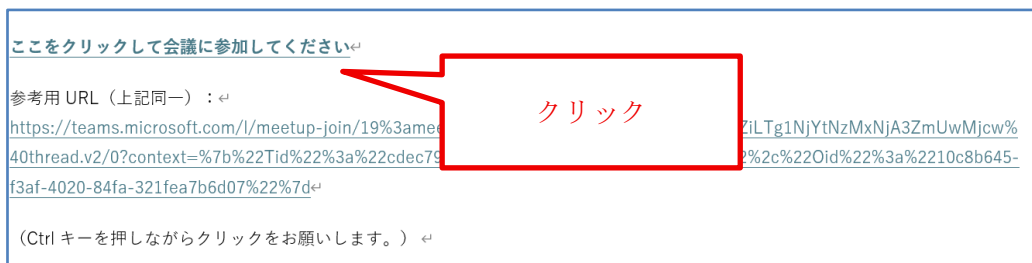 ここをクリックして会議に参加してください
クリック
参考用 URL（上記同一）：
https://teams.microsoft.com/l/meetup-join/19%3amee ZiLTg1NjYtNzMxNjA3ZmUwMjcw%
40thread.v2/0?context=%7b%22Tid%22%3a%22cdec79 2%2c%22Oid%22%3a%2210c8b645-
f3af-4020-84fa-321fea7b6d07%22%7d
（Ctrl キーを押しながらクリックをお願いします。）